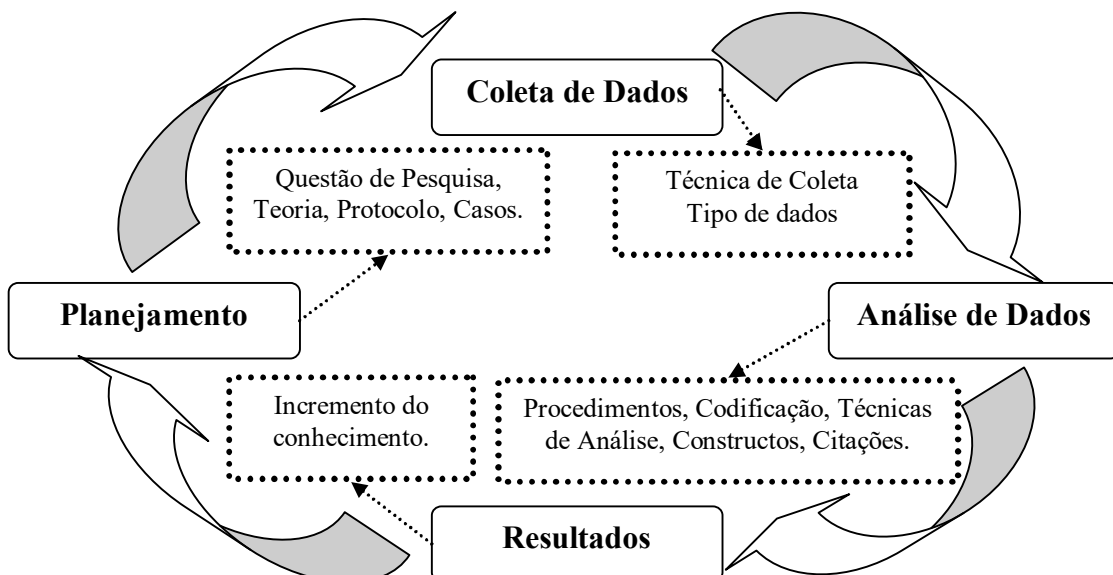 Coleta de Dados
Questão de Pesquisa,
Teoria, Protocolo, Casos.
Técnica de Coleta
Tipo de dados
Planejamento
Análise de Dados
Incremento do
conhecimento.
Procedimentos, Codificação, Técnicas
de Análise, Constructos, Citações.
Resultados